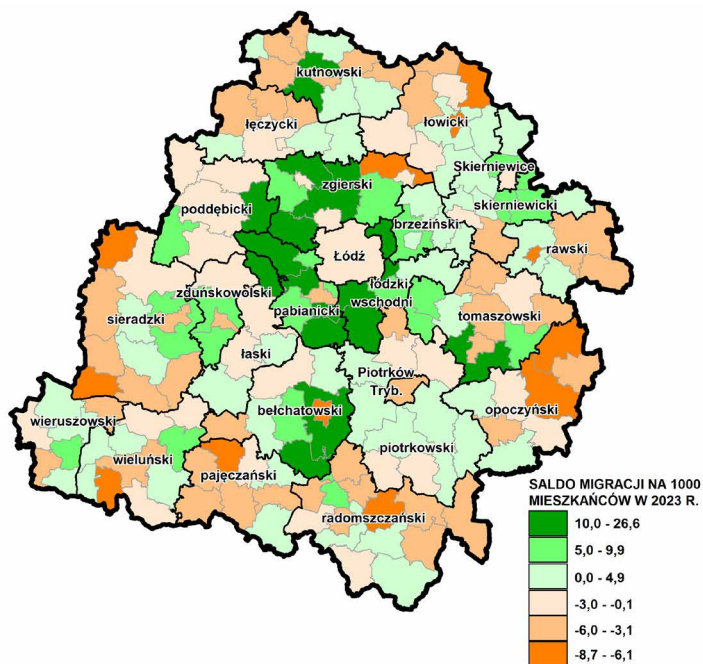 kutnowski
łęczycki
łowicki
Skierniewice
zgierski
skierniewicki
poddębicki
brzeziński
rawski
Łódź
zduńskowolski
łódzki
wschodni
sieradzki
pabianicki
tomaszowski
łaski
Piotrków
Tryb.
wieruszowski
bełchatowski
opoczyński
wieluński
piotrkowski
pajęczański
radomszczański
SALDO MIGRACJI NA 1000
MIESZKAŃCÓW W 2023 R.
10,0 - 26,6
5,0 - 9,9
0,0 - 4,9
-3,0 - -0,1
-6,0 - -3,1
-8,7 - -6,1